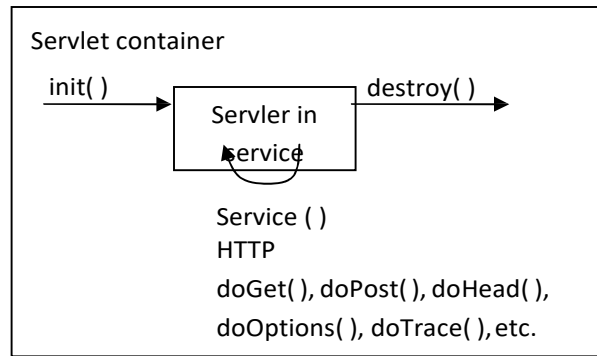 Servlet container
init( )
destroy( )
Servler in
service
Service ( )
HTTP
doGet( ), doPost( ), doHead( ),
doOptions( ), doTrace( ), etc.